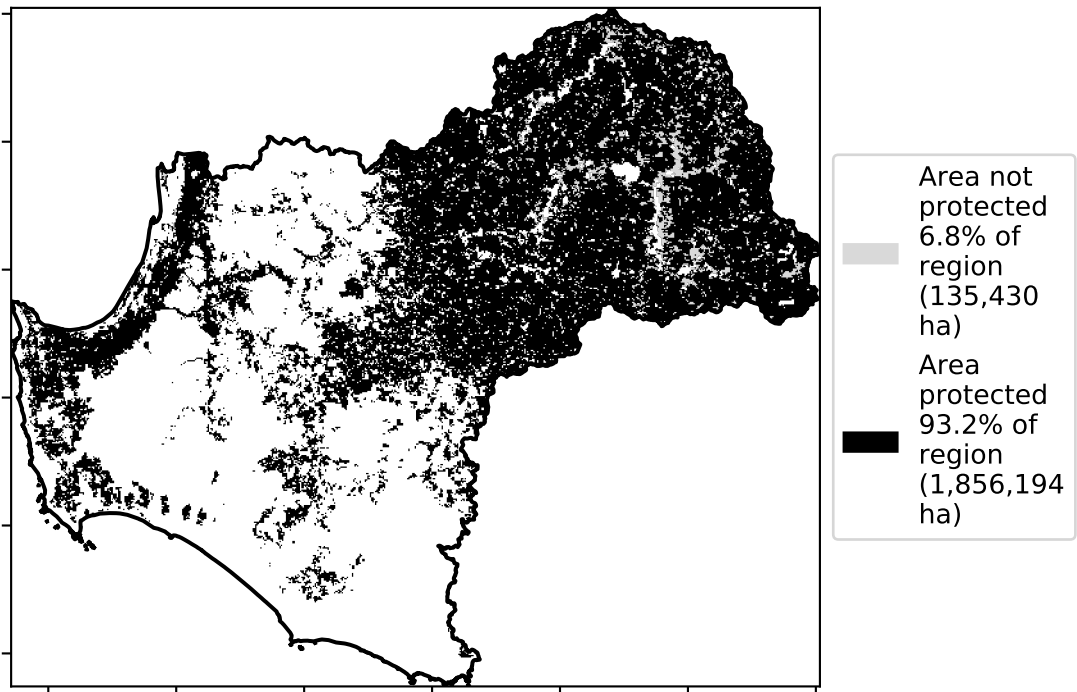 Area not
protected
6.8% of
region
(135,430
ha)
Area
protected
93.2% of
region
(1,856,194
ha)